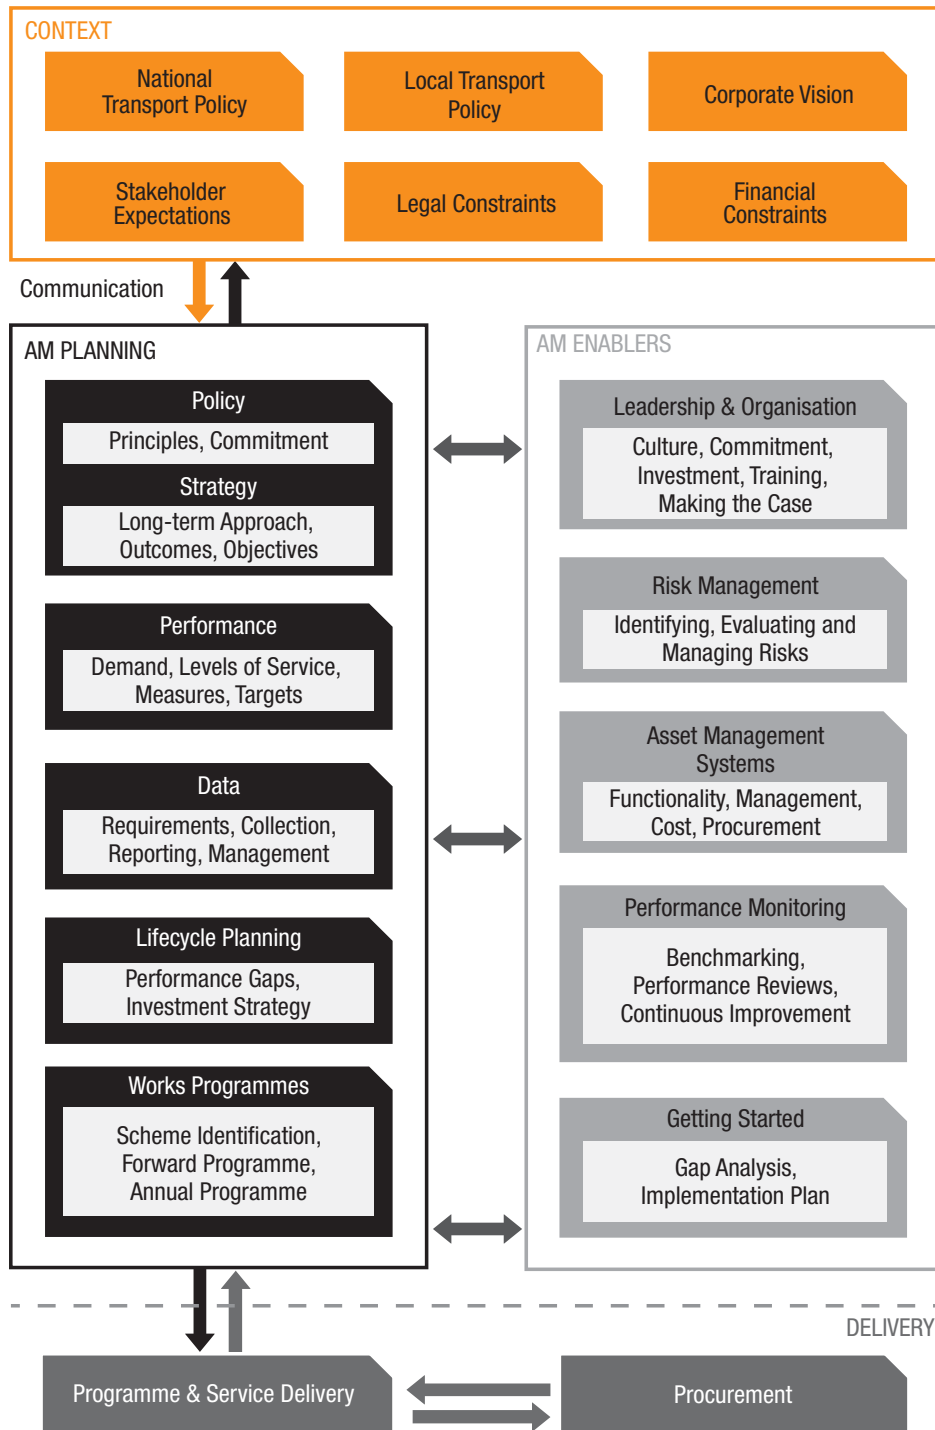 CONTEXT
National
Transport Policy
Local Transport
Policy
Corporate Vision
Stakeholder
Expectations
Legal Constraints
Financial
Constraints
Communication
AM PLANNING
Policy
Principles, Commitment
Strategy
Long-term Approach,
Outcomes, Objectives
Performance
Demand, Levels of Service,
Measures, Targets
Data
Requirements, Collection,
Reporting, Management
Lifecycle Planning
Performance Gaps,
Investment Strategy
Works Programmes
Scheme Identification,
Forward Programme,
Annual Programme
AM ENABLERS
Leadership & Organisation
Culture, Commitment,
Investment, Training,
Making the Case
Risk Management
Identifying, Evaluating and
Managing Risks
Asset Management
Systems
Functionality, Management,
Cost, Procurement
Performance Monitoring
Benchmarking,
Performance Reviews,
Continuous Improvement
Getting Started
Gap Analysis,
Implementation Plan
DELIVERY
Programme & Service Delivery
Procurement